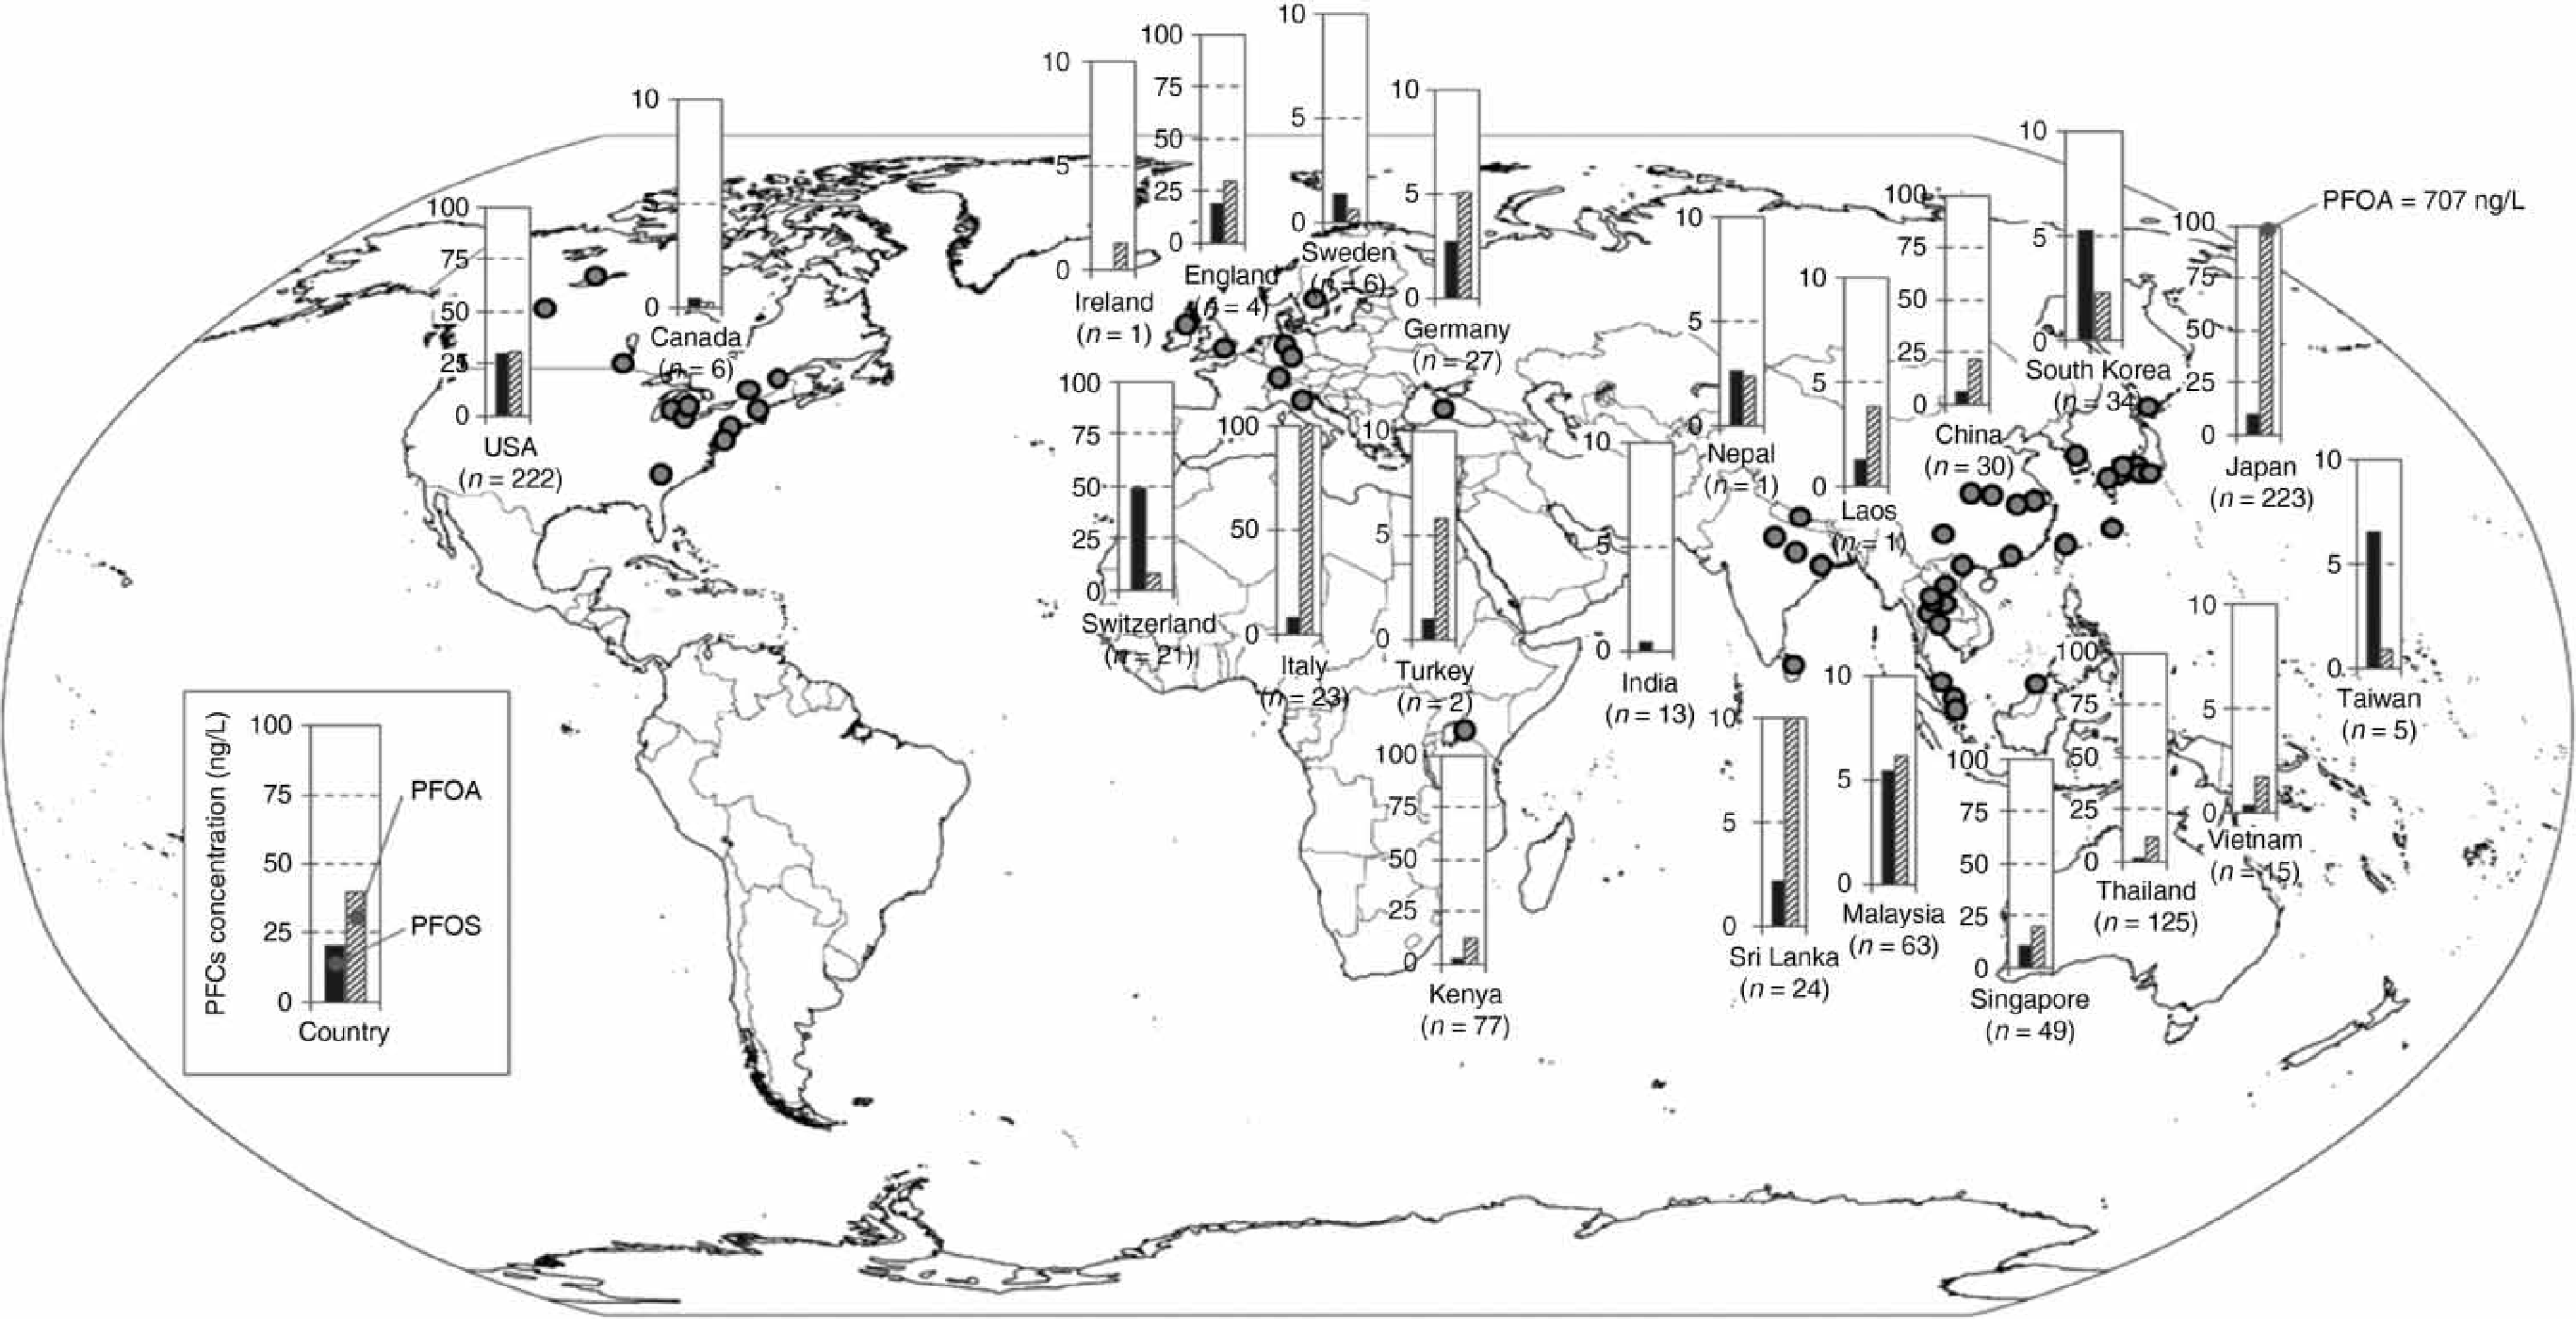 10
5
0
Ireland
(n = 1)
100
75
50
25
0
England
(n = 4)
10
5
0
Sweden
(n = 6)
10
5
0
Germany
(n = 27)
10
0
Canada
(n = 6)
100
75
50
25
0
USA
(n = 222)
100
75
50
25
0
Switzerland
(n = 21)
100
50
0
Italy
(n = 23)
10
5
0
Turkey
(n = 2)
10
5
0
India
(n = 13)
10
5
0
Nepal
(n = 1)
10
5
0
Laos
(n = 1)
100
75
50
25
0
China
(n = 30)
10
5
0
South Korea
(n = 34)
PFOA = 707 ng/L
100
75
50
25
0
Japan
(n = 223)
10
5
0
Taiwan
(n = 5)
10
5
0
Vietnam
(n = 15)
100
75
50
25
0
Thailand
(n = 125)
100
75
50
25
0
Singapore
(n = 49)
10
5
0
Malaysia
(n = 63)
10
5
0
Sri Lanka
(n = 24)
100
75
50
25
0
Kenya
(n = 77)
PFCs concentration (ng/L)
100
75
50
25
0
PFOA
PFOS
Country